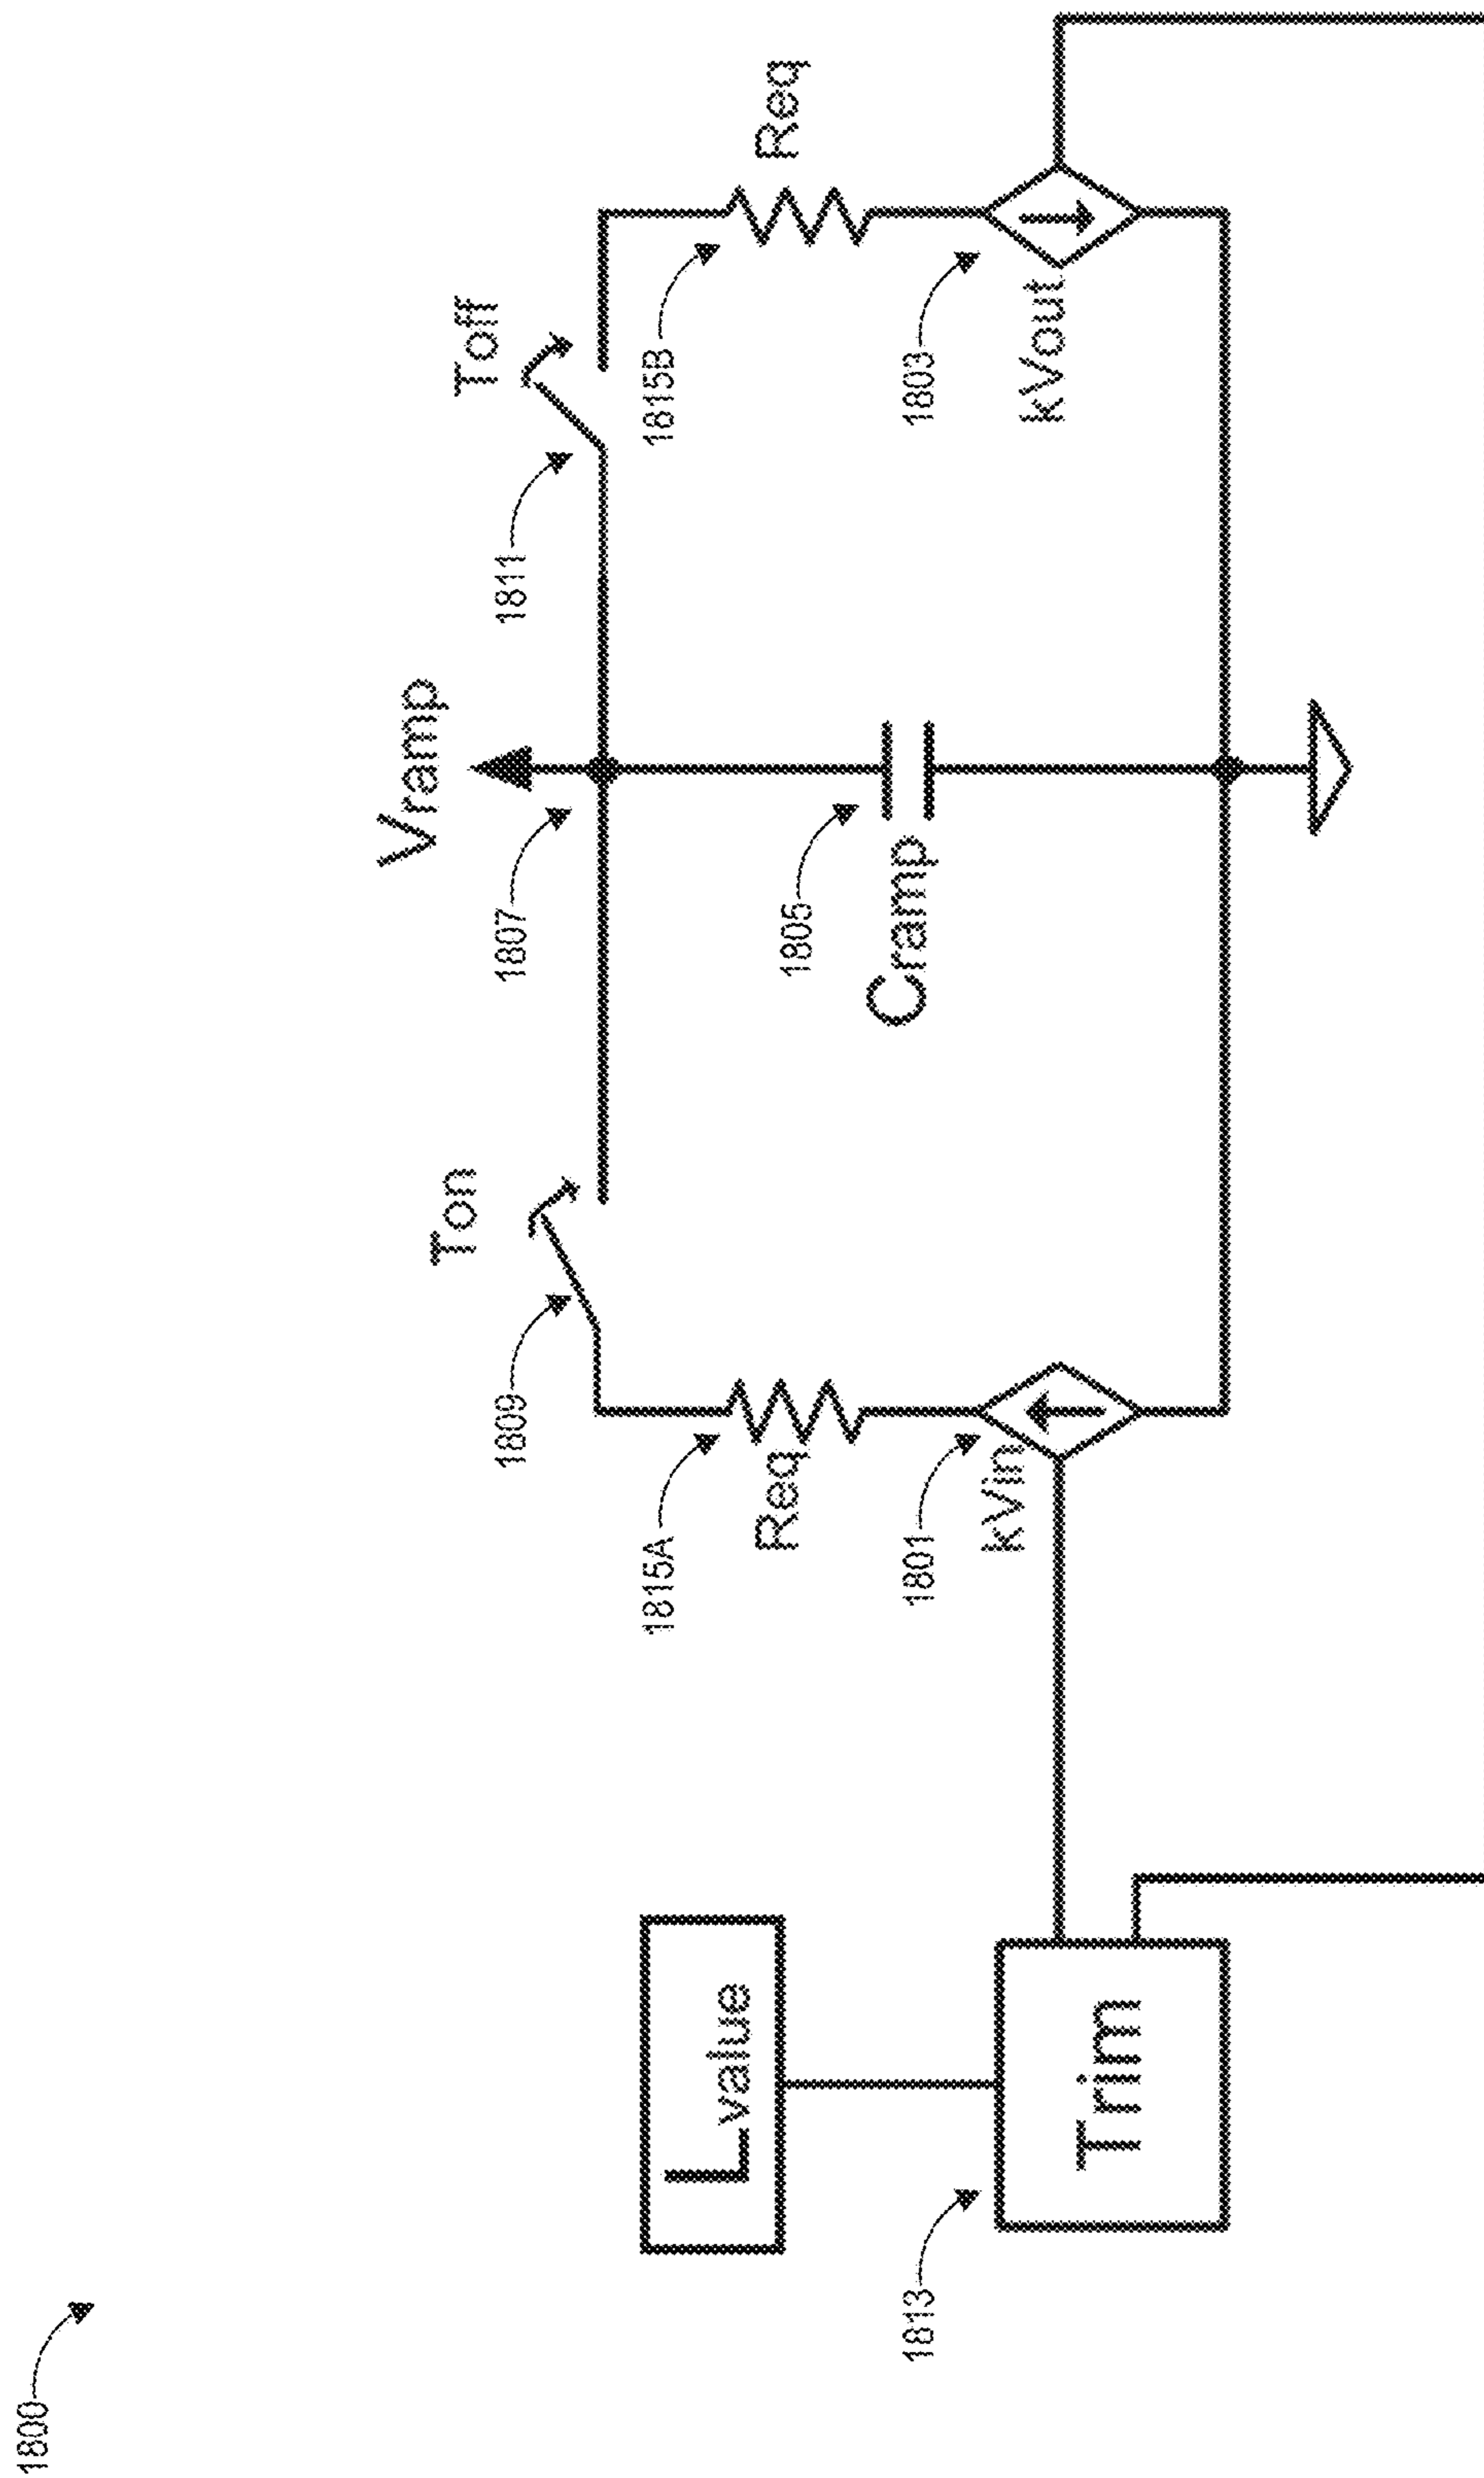 1800
Vramp
Ton
Toff
1809
1807
1811
1815A
Req
1805
Cramp
1815B
Req
Lvalue
1801
kVin
1803
kVout
1813
Trim